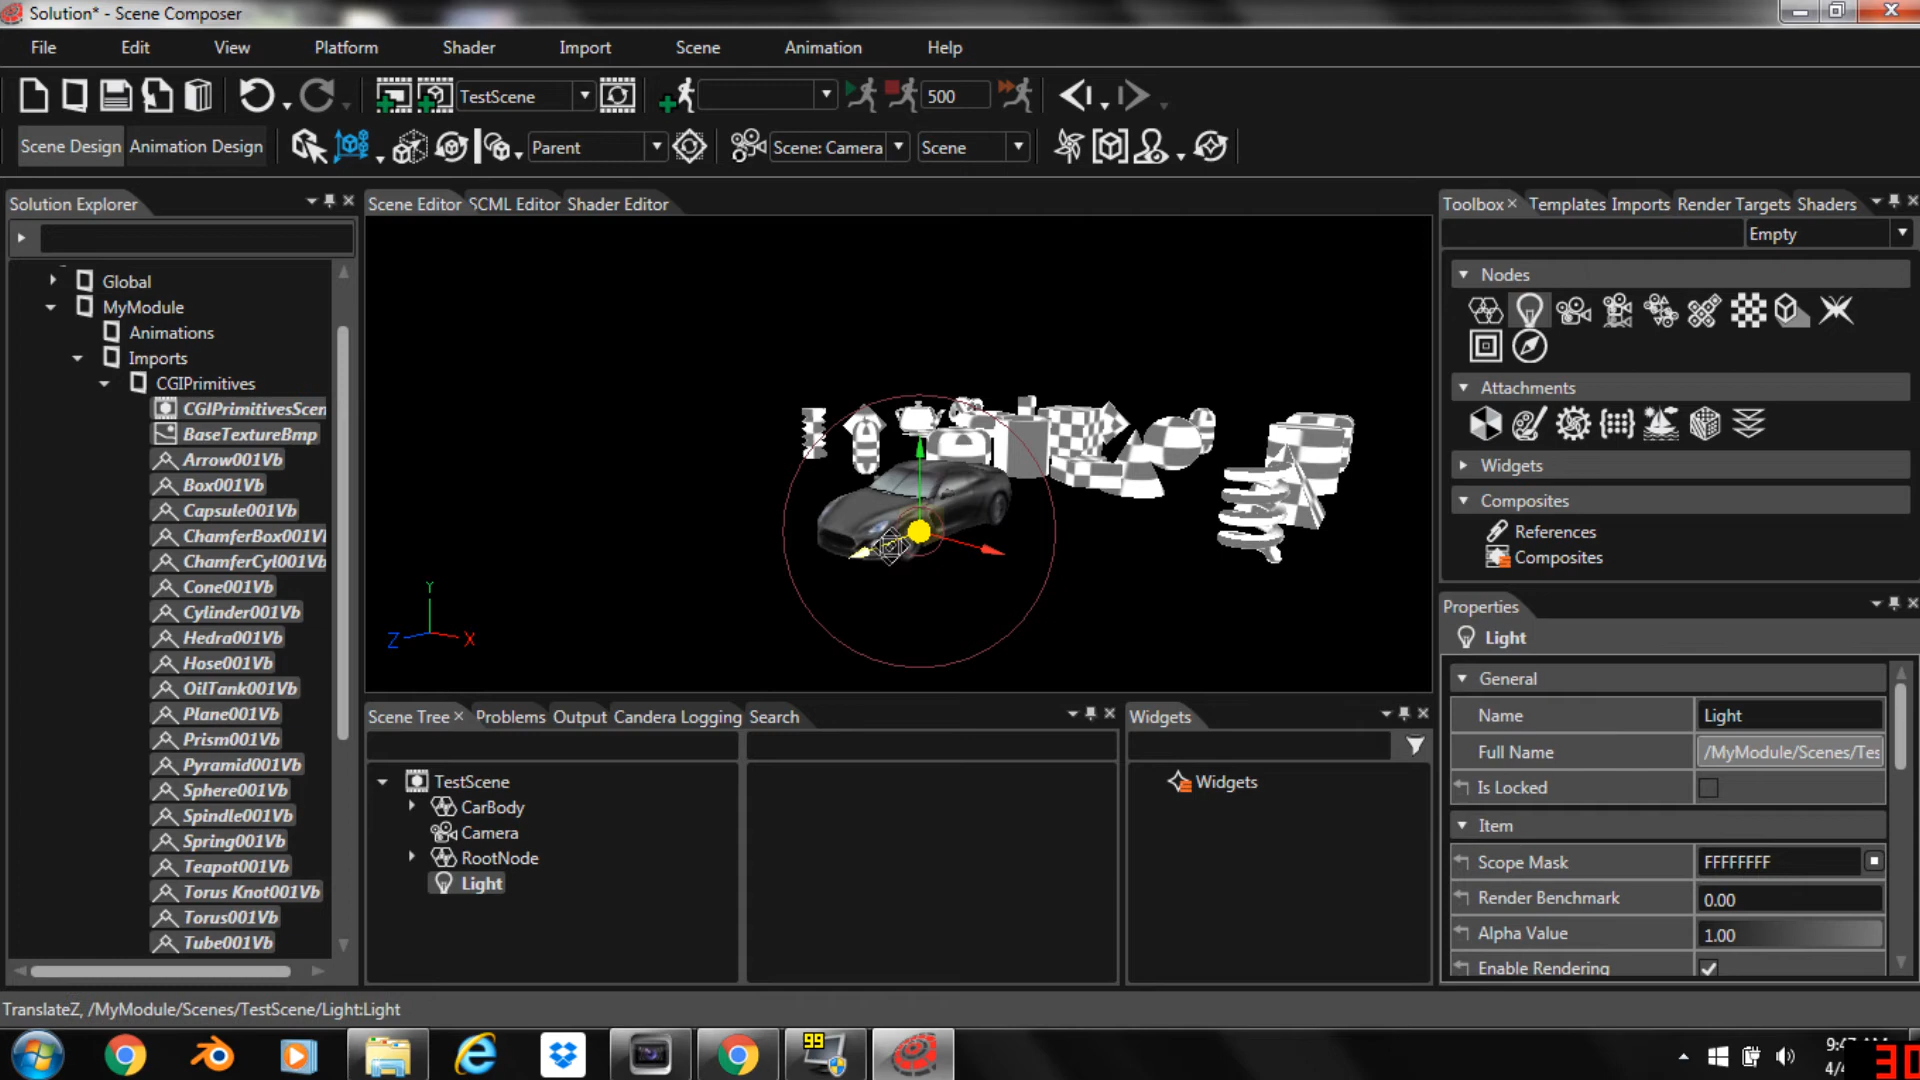 Solution* - Scene Composer
File Edit View Platform Shader Import Scene Animation Help
TestScene 500
Scene Design Animation Design Parent Scene: Camera Scene
Solution Explorer
Global
MyModule
Animations
Imports
CGIPrimitives
CGIPrimitivesScen
BaseTextureBmp
Arrow001Vb
Box001Vb
Capsule001Vb
ChamferBox001Vl
ChamferCyl001Vb
Cone001Vb
Cylinder001Vb
Hedra001Vb
Hose001Vb
OilTank001Vb
Plane001Vb
Prism001Vb
Pyramid001Vb
Sphere001Vb
Spindle001Vb
Spring001Vb
Teapot001Vb
Torus Knot001Vb
Torus001Vb
Tube001Vb
Scene Editor SCML Editor Shader Editor
Y
Z X
Scene Tree Problems Output Candera Logging Search
TestScene
CarBody
Camera
RootNode
Light
Widgets
Widgets
Toolbox Templates Imports Render Targets Shaders
Empty
Nodes
Attachments
Widgets
Composites
References
Composites
Properties
Light
General
Name Light
Full Name /MyModule/Scenes/Tes
Is Locked
Item
Scope Mask FFFFFFFF
Render Benchmark 0.00
Alpha Value 1.00
Enable Rendering
TranslateZ, /MyModule/Scenes/TestScene/Light:Light
99
30